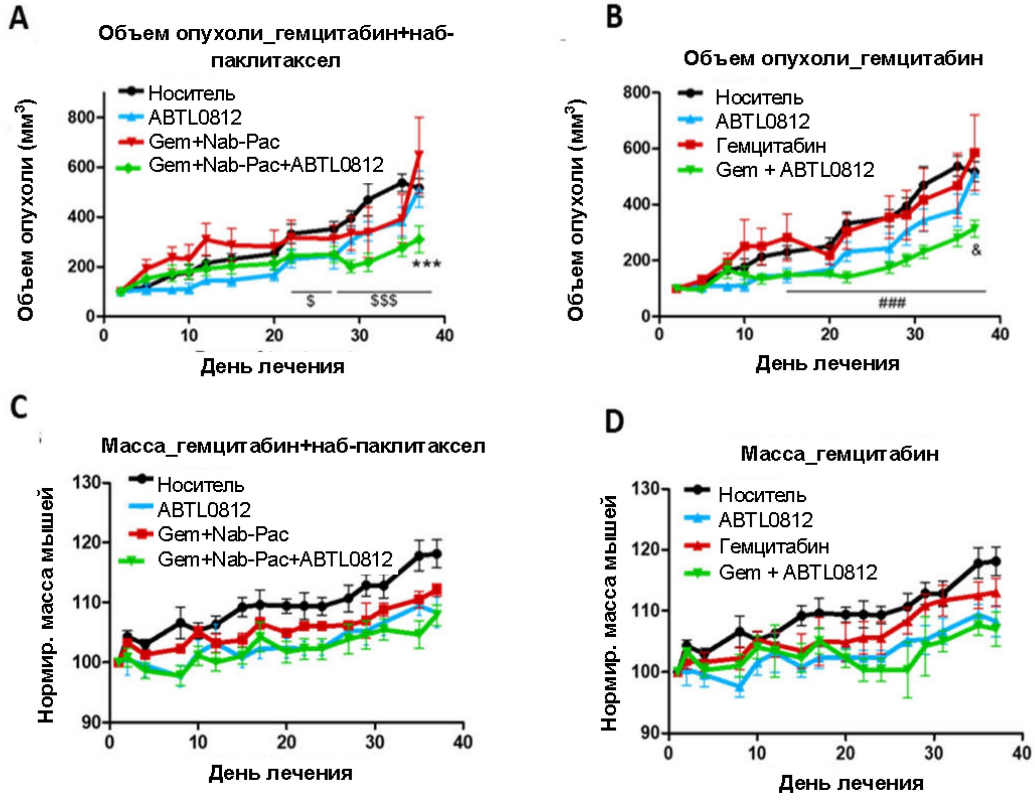 A
Объем опухоли_гемцитабин+наб-
паклитаксел
Объем опухоли (мм³)
800
600
400
200
0
Носитель
ABTL0812
Gem+Nab-Pac
Gem+Nab-Pac+ABTL0812
***
$
$$$
0
10
20
30
40
День лечения
B
Объем опухоли_гемцитабин
Объем опухоли (мм³)
800
600
400
200
0
Носитель
ABTL0812
Гемцитабин
Gem + ABTL0812
&
###
0
10
20
30
40
День лечения
C
Масса_гемцитабин+наб-паклитаксел
Нормир. масса мышей
130
120
110
100
90
Носитель
ABTL0812
Gem+Nab-Pac
Gem+Nab-Pac+ABTL0812
0
10
20
30
40
День лечения
D
Масса_гемцитабин
Нормир. масса мышей
130
120
110
100
90
Носитель
ABTL0812
Гемцитабин
Gem + ABTL0812
0
10
20
30
40
День лечения